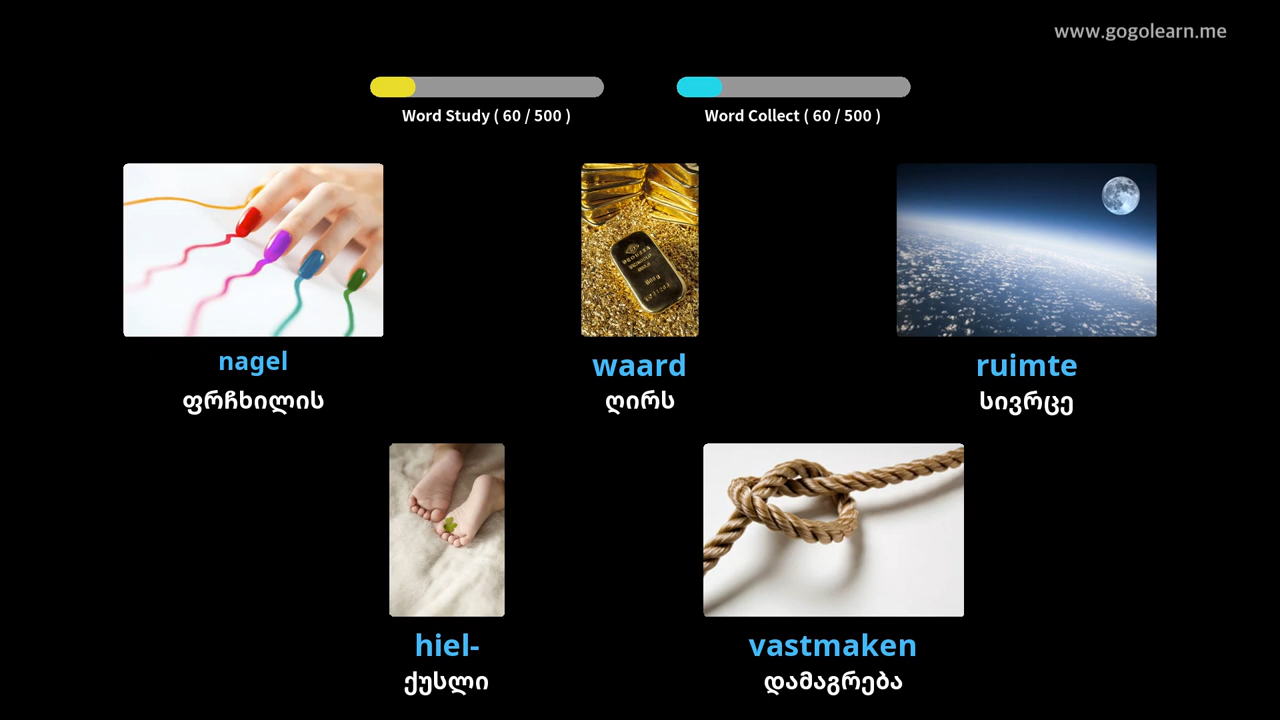 www.gogolearn.me
Word Study ( 60 / 500 )
Word Collect ( 60 / 500 )
nagel
ფრჩხილის
waard
ღირს
ruimte
სივრცე
hiel-
ქუსლი
vastmaken
დამაგრება